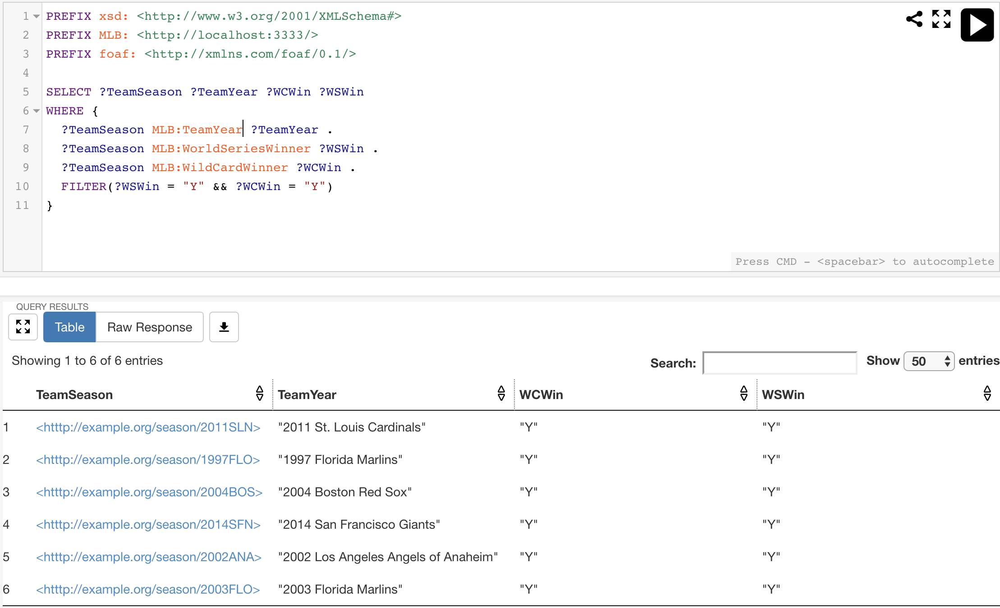 1 PREFIX xsd: <http://www.w3.org/2001/XMLSchema#>
2 PREFIX MLB: <http://localhost:3333/>
3 PREFIX foaf: <http://xmlns.com/foaf/0.1/>
4
5 SELECT ?TeamSeason ?TeamYear ?WCWin ?WSWin
6 WHERE {
7 ?TeamSeason MLB:TeamYear ?TeamYear .
8 ?TeamSeason MLB:WorldSeriesWinner ?WSWin .
9 ?TeamSeason MLB:WildCardWinner ?WCWin .
10 FILTER(?WSWin = "Y" && ?WCWin = "Y")
11 }
Press CMD - <spacebar> to autocomplete
QUERY RESULTS
Table Raw Response
Showing 1 to 6 of 6 entries Search: Show 50 entries
TeamSeason TeamYear WCWin WSWin
1 <htttp://example.org/season/2011SLN> "2011 St. Louis Cardinals" "Y" "Y"
2 <htttp://example.org/season/1997FLO> "1997 Florida Marlins" "Y" "Y"
3 <htttp://example.org/season/2004BOS> "2004 Boston Red Sox" "Y" "Y"
4 <htttp://example.org/season/2014SFN> "2014 San Francisco Giants" "Y" "Y"
5 <htttp://example.org/season/2002ANA> "2002 Los Angeles Angels of Anaheim" "Y" "Y"
6 <htttp://example.org/season/2003FLO> "2003 Florida Marlins" "Y" "Y"